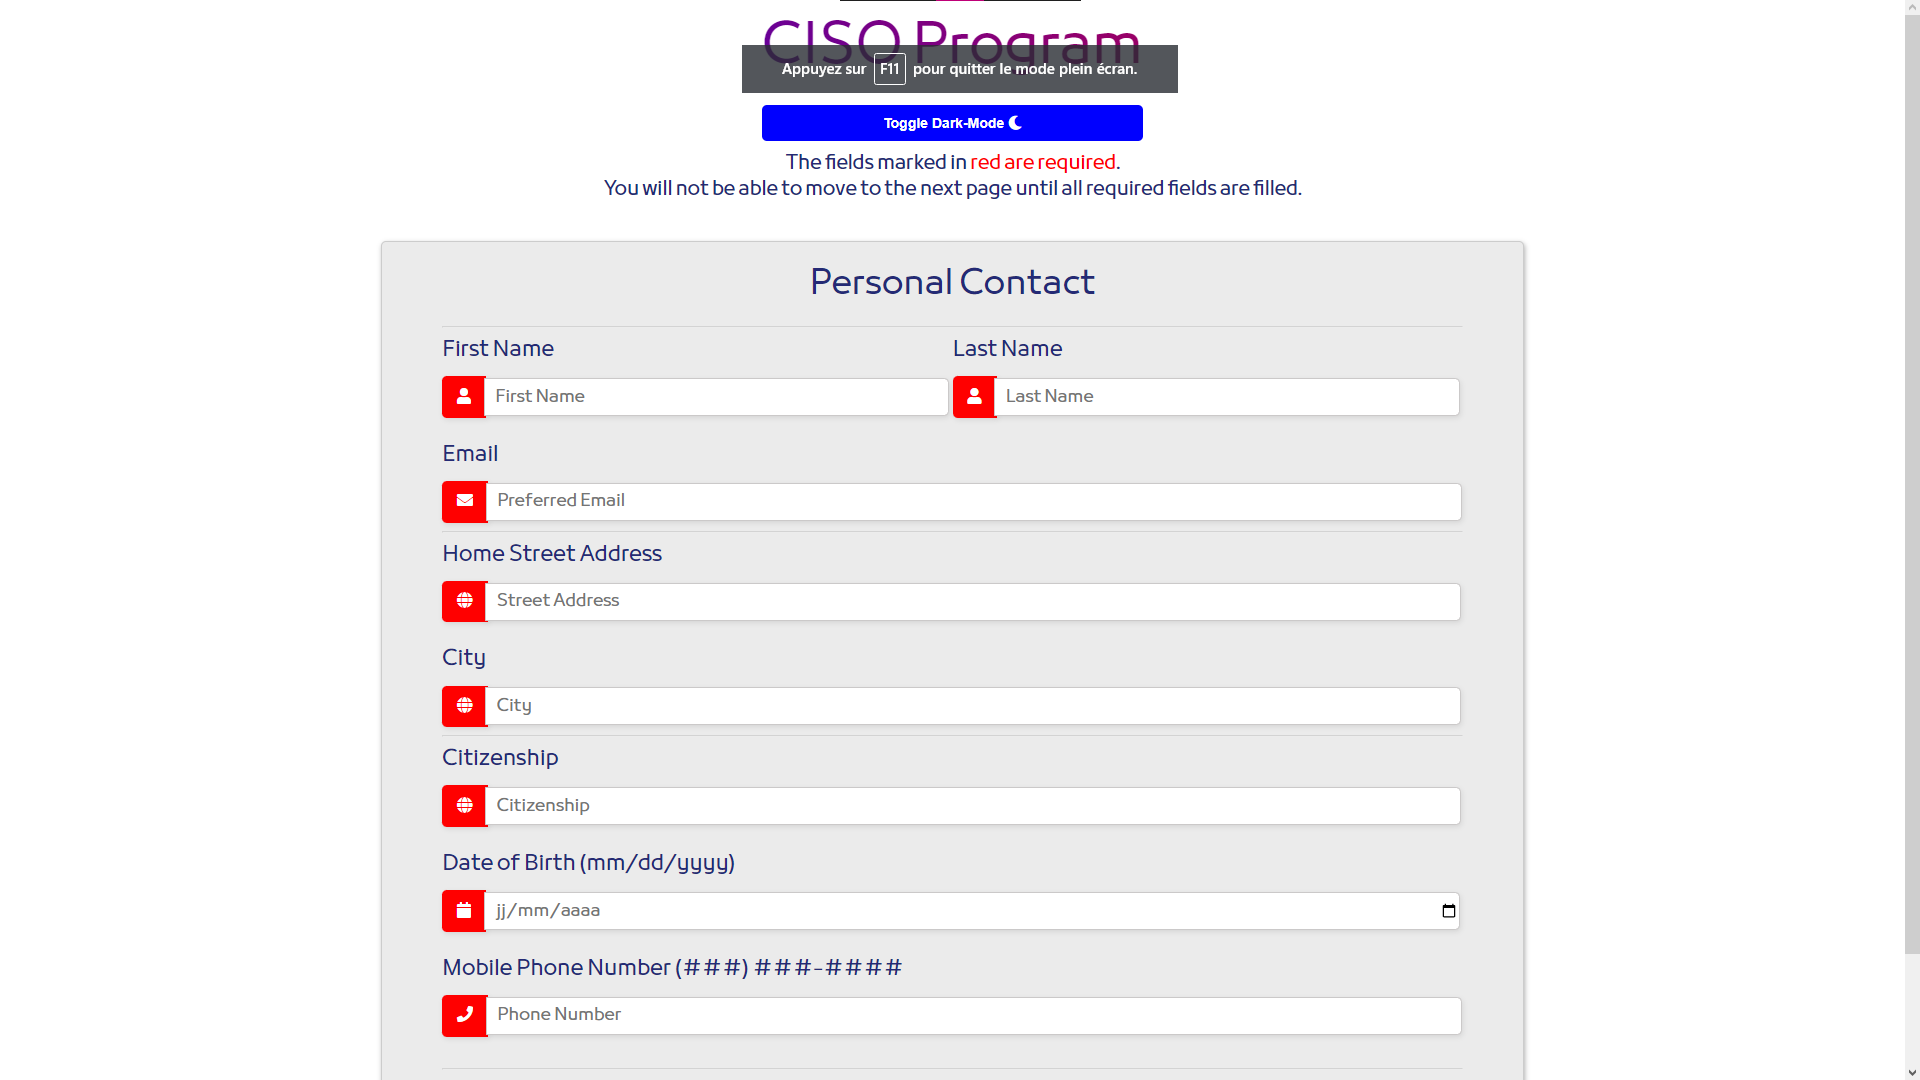 CISO Program
Appuyez sur F11 pour quitter le mode plein écran.
Toggle Dark-Mode
The fields marked in red are required.
You will not be able to move to the next page until all required fields are filled.
Personal Contact
First Name Last Name
First Name Last Name
Email
Preferred Email
Home Street Address
Street Address
City
City
Citizenship
Citizenship
Date of Birth (mm/dd/yyyy)
jj/mm/aaaa
Mobile Phone Number (###) ###-####
Phone Number